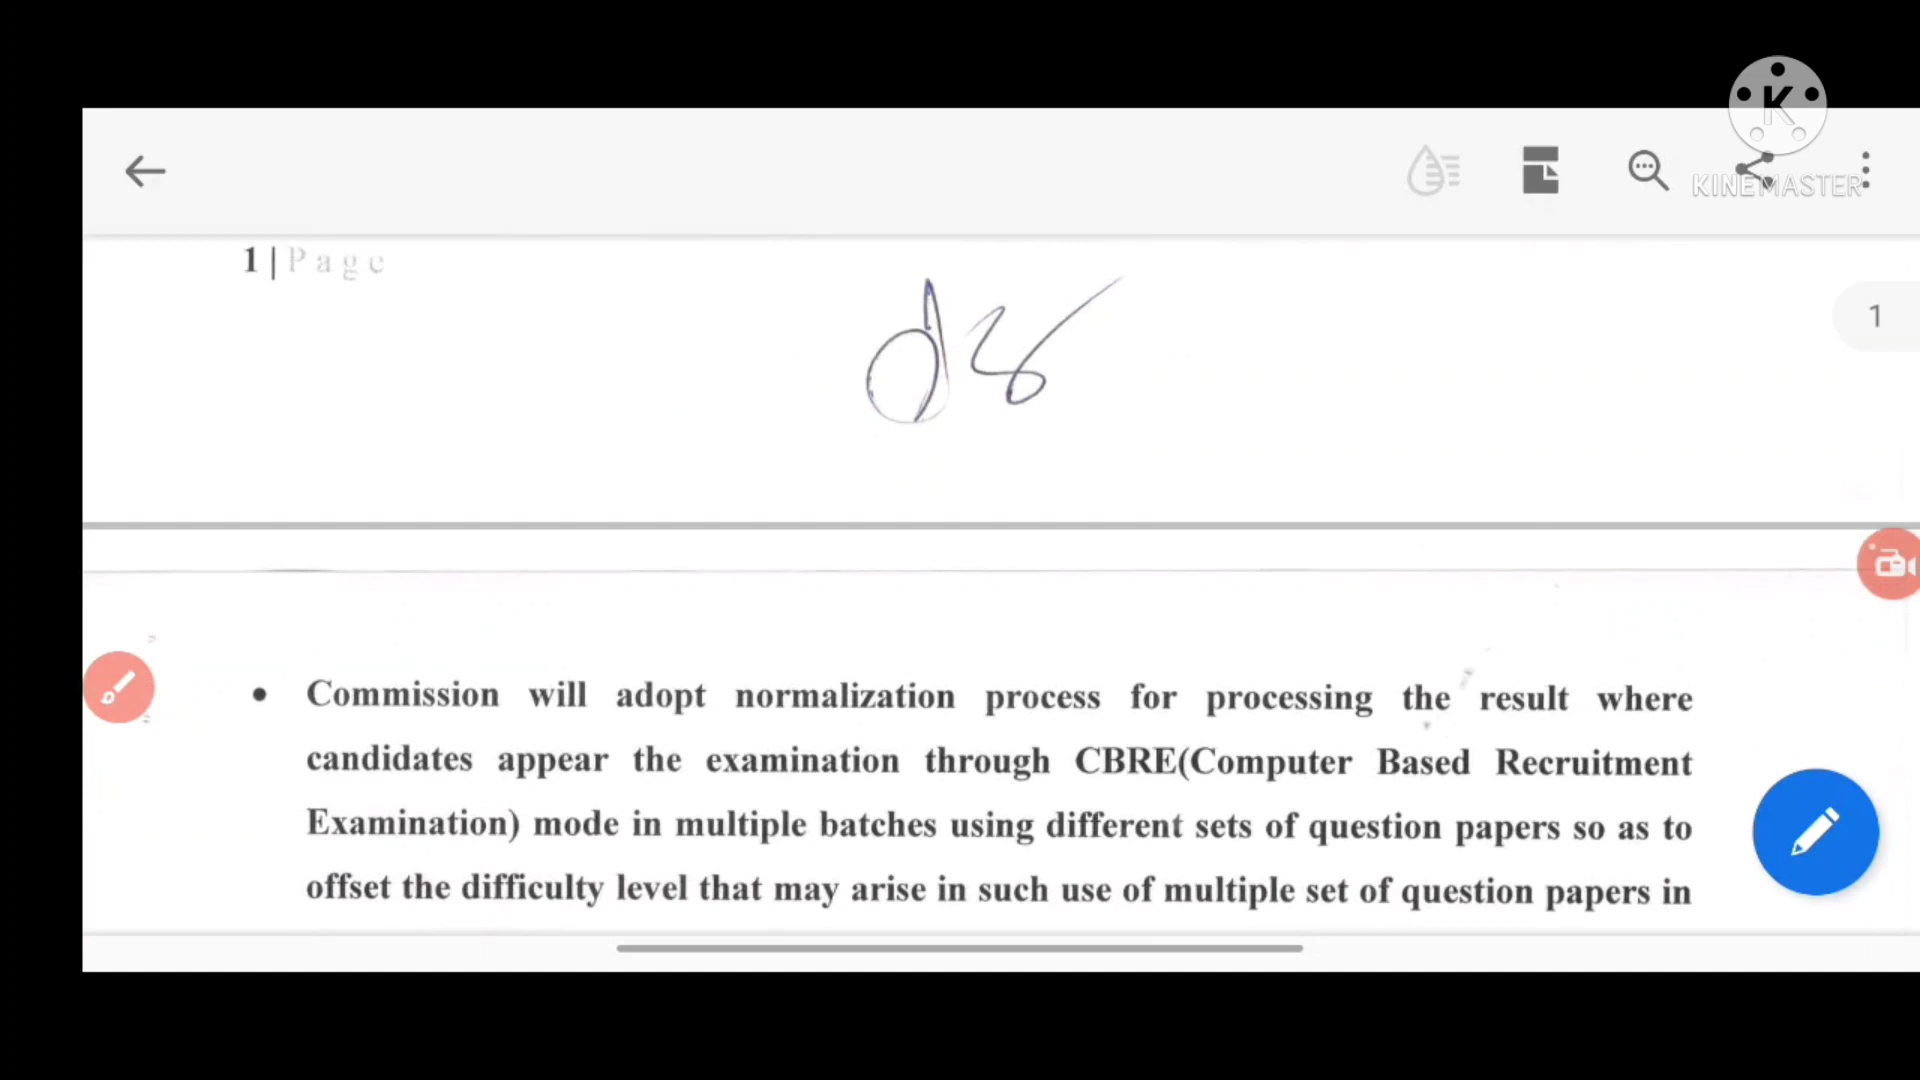 K
KINEMASTER
1 | Page
1
• Commission will adopt normalization process for processing the result where
candidates appear the examination through CBRE(Computer Based Recruitment
Examination) mode in multiple batches using different sets of question papers so as to
offset the difficulty level that may arise in such use of multiple set of question papers in